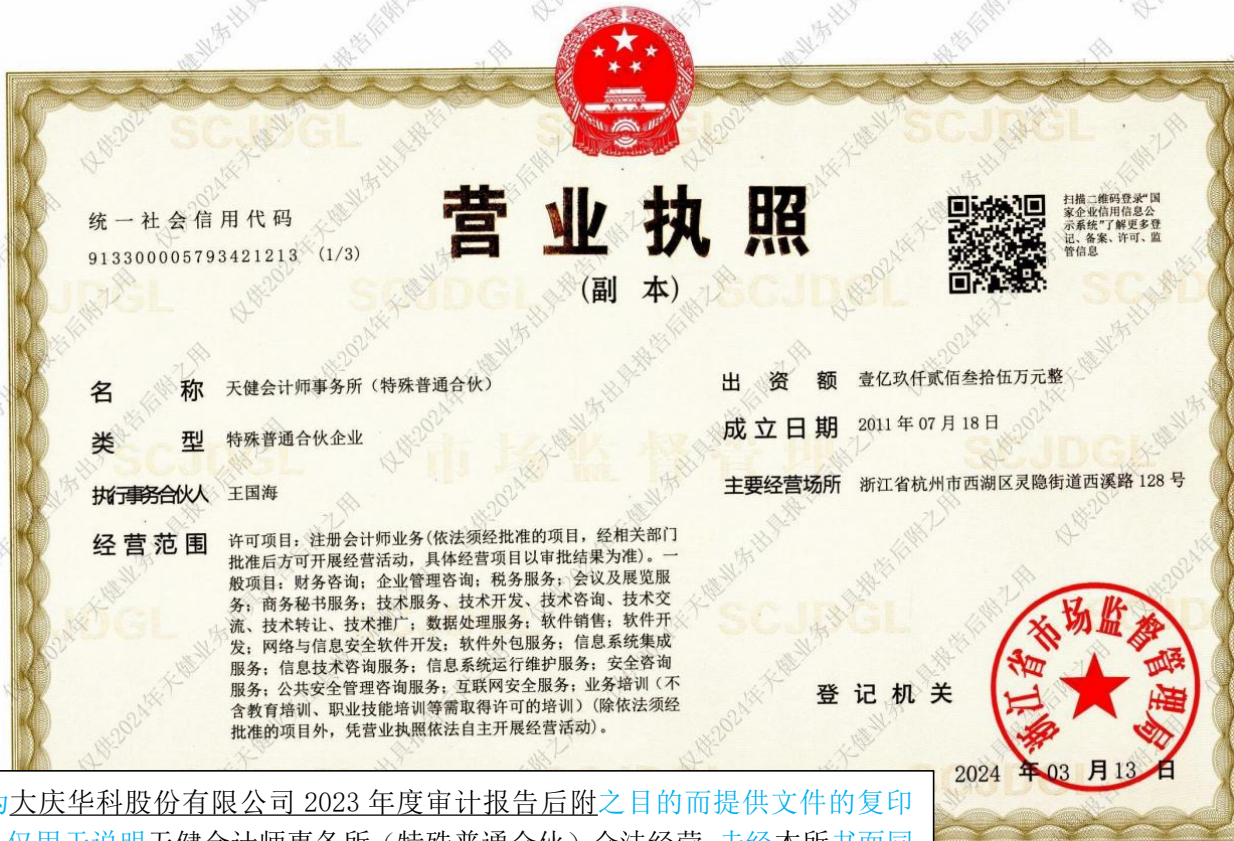 营业执照
(副 本)
统一社会信用代码
913300005793421213 (1/3)
扫描二维码登录“国
家企业信用信息公
示系统”了解更多登
记、备案、许可、监
管信息
名 称 天健会计师事务所（特殊普通合伙）
类 型 特殊普通合伙企业
执行事务合伙人 王国海
经营范围 许可项目：注册会计师业务(依法须经批准的项目，经相关部门
批准后方可开展经营活动，具体经营项目以审批结果为准)。一
般项目：财务咨询；企业管理咨询；税务服务；会议及展览服
务；商务秘书服务；技术服务、技术开发、技术咨询、技术交
流、技术转让、技术推广；数据处理服务；软件销售；软件开
发；网络与信息安全软件开发；软件外包服务；信息系统集成
服务；信息技术咨询服务；信息系统运行维护服务；安全咨询
服务；公共安全管理咨询服务；互联网安全服务；业务培训（不
含教育培训、职业技能培训等需取得许可的培训）(除依法须经
批准的项目外，凭营业执照依法自主开展经营活动)。
出 资 额 壹亿玖仟贰佰叁拾伍万元整
成立日期 2011 年 07 月 18 日
主要经营场所 浙江省杭州市西湖区灵隐街道西溪路 128 号
登记机关
浙江省市场监督管理局
2024 年 03 月 13 日
大庆华科股份有限公司 2023 年度审计报告后附之目的而提供文件的复印
仅用于说明天健会计师事务所（特殊普通合伙）合法经营 未经本所书面同
仅供2024年天健业务出具报告后附之用
SCJDGL
市场监督管理